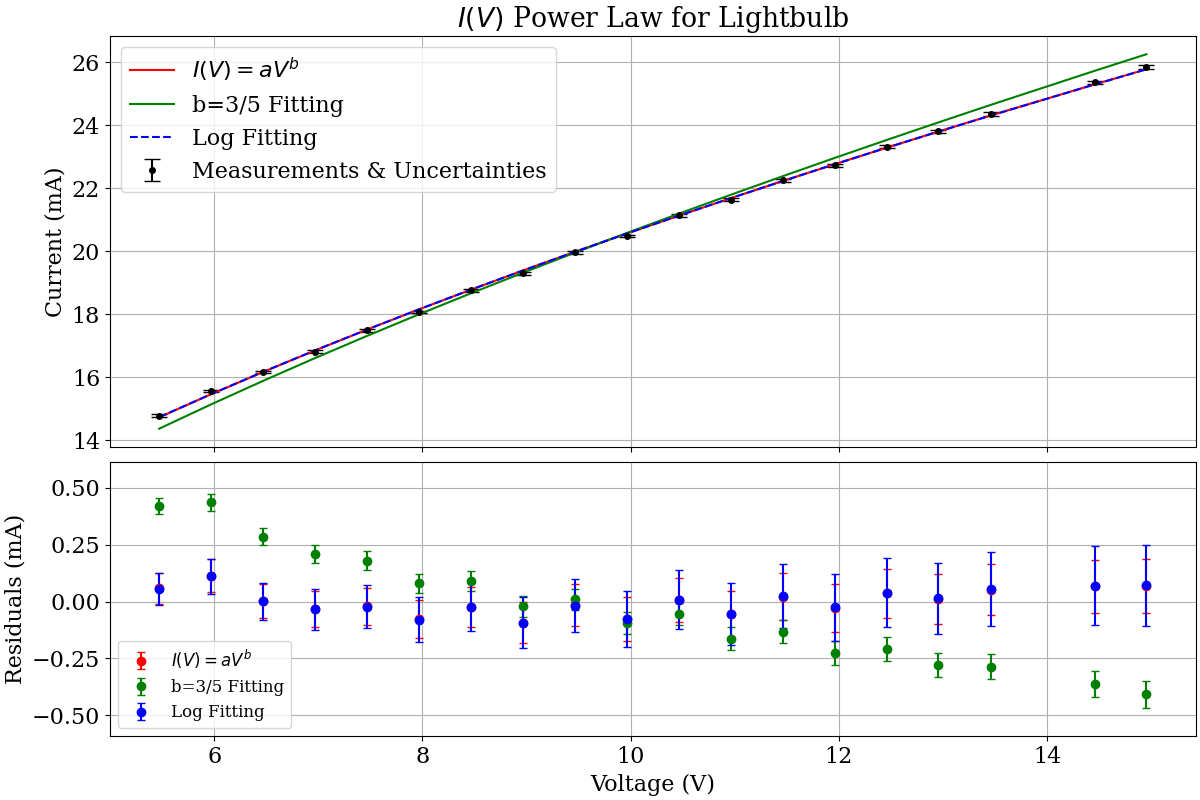 I(V) Power Law for Lightbulb
I(V) = aV^b
b=3/5 Fitting
Log Fitting
Measurements & Uncertainties
Current (mA)
26
24
22
20
18
16
14
Residuals (mA)
0.50
0.25
0.00
−0.25
−0.50
I(V) = aV^b
b=3/5 Fitting
Log Fitting
6 8 10 12 14
Voltage (V)